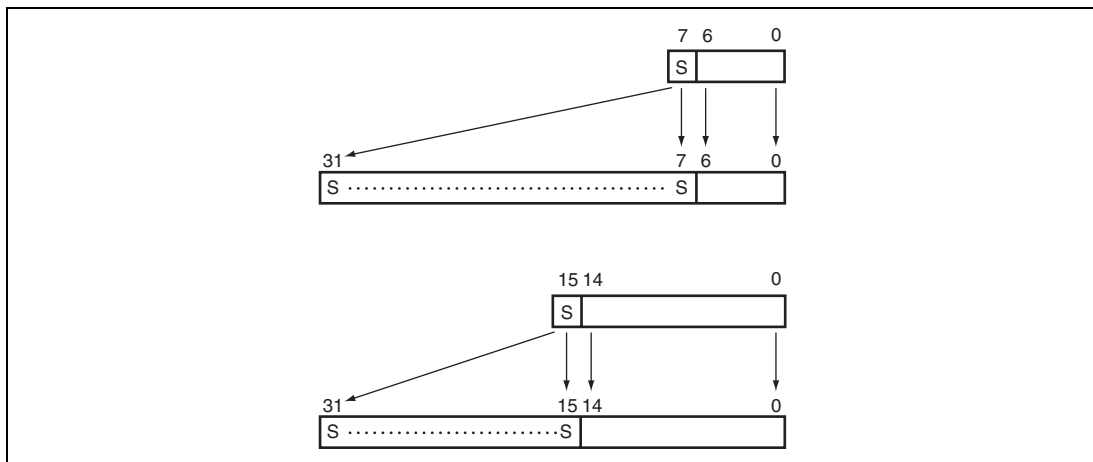 7 6 0
S
31 7 6 0
S ...................................... S
15 14 0
S
31 15 14 0
S ..........................S